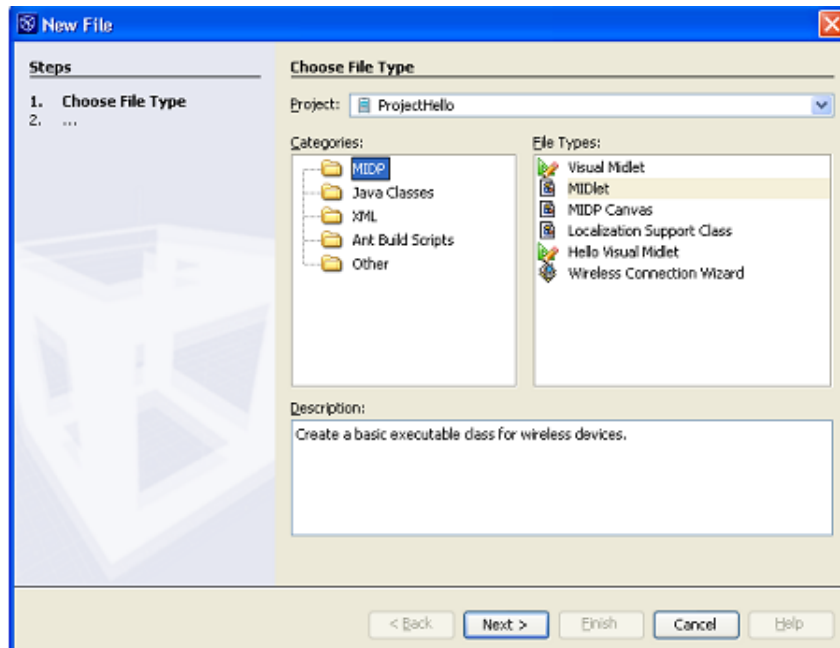 New File
Steps
1. Choose File Type
2. ...
Choose File Type
Project: ProjectHello
Categories:
MIDP
Java Classes
XML
Ant Build Scripts
Other
File Types:
Visual Midlet
MIDlet
MIDP Canvas
Localization Support Class
Hello Visual Midlet
Wireless Connection Wizard
Description:
Create a basic executable class for wireless devices.
< Back
Next >
Finish
Cancel
Help